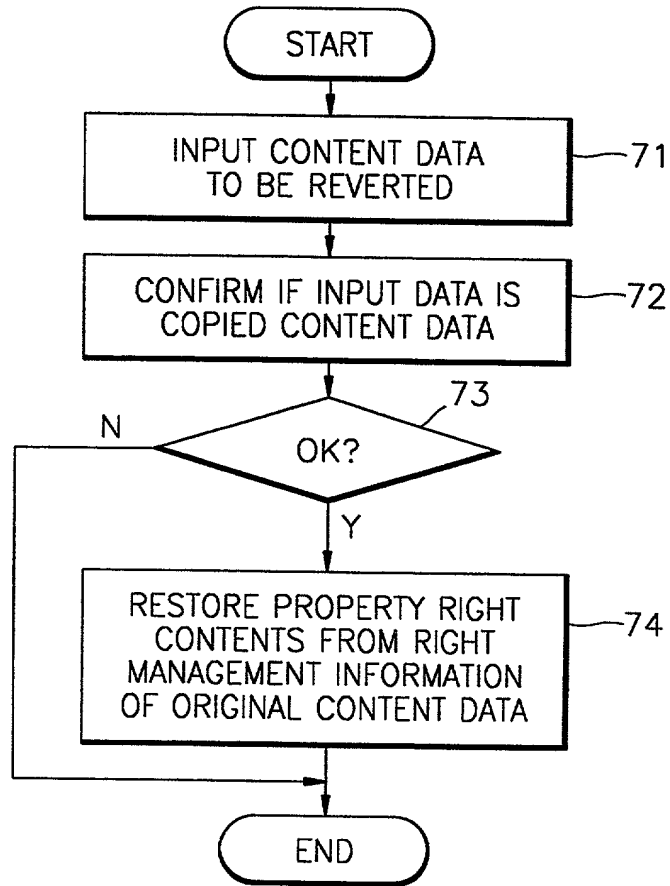 START
INPUT CONTENT DATA
TO BE REVERTED
71
CONFIRM IF INPUT DATA IS
COPIED CONTENT DATA
72
73
N
OK?
Y
RESTORE PROPERTY RIGHT
CONTENTS FROM RIGHT
MANAGEMENT INFORMATION
OF ORIGINAL CONTENT DATA
74
END